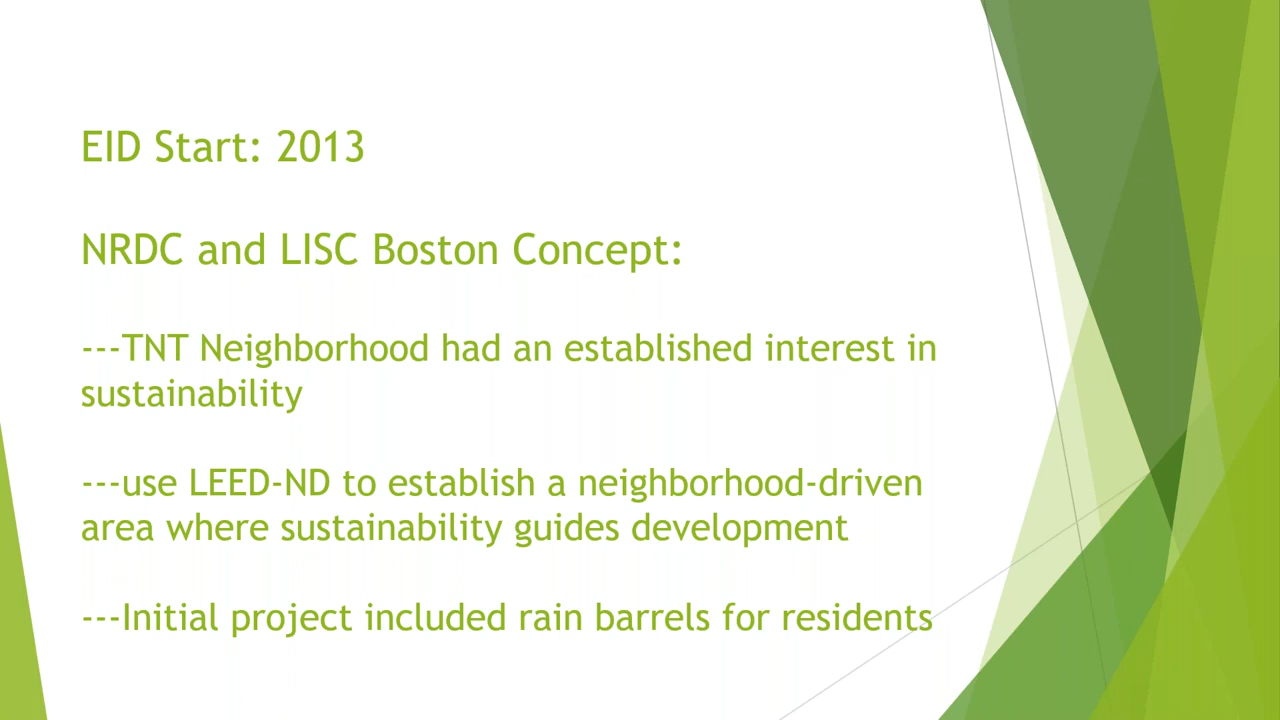 EID Start: 2013
NRDC and LISC Boston Concept:
---TNT Neighborhood had an established interest in
sustainability
---use LEED-ND to establish a neighborhood-driven
area where sustainability guides development
---Initial project included rain barrels for residents